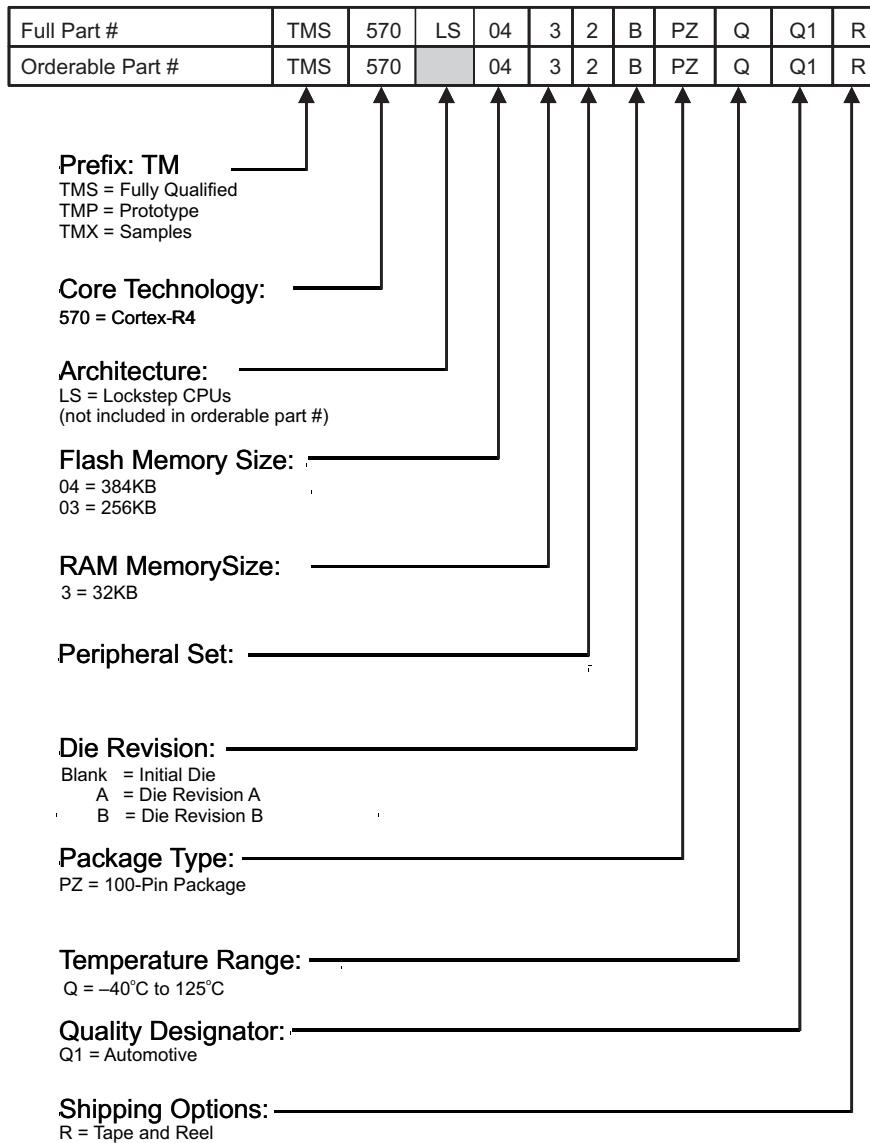 Full Part # TMS 570 LS 04 3 2 B PZ Q Q1 R
Orderable Part # TMS 570 04 3 2 B PZ Q Q1 R
Prefix: TM
TMS = Fully Qualified
TMP = Prototype
TMX = Samples
Core Technology:
570 = Cortex-R4
Architecture:
LS = Lockstep CPUs
(not included in orderable part #)
Flash Memory Size:
04 = 384KB
03 = 256KB
RAM MemorySize:
3 = 32KB
Peripheral Set:
Die Revision:
Blank = Initial Die
A = Die Revision A
B = Die Revision B
Package Type:
PZ = 100-Pin Package
Temperature Range:
Q = –40°C to 125°C
Quality Designator:
Q1 = Automotive
Shipping Options:
R = Tape and Reel